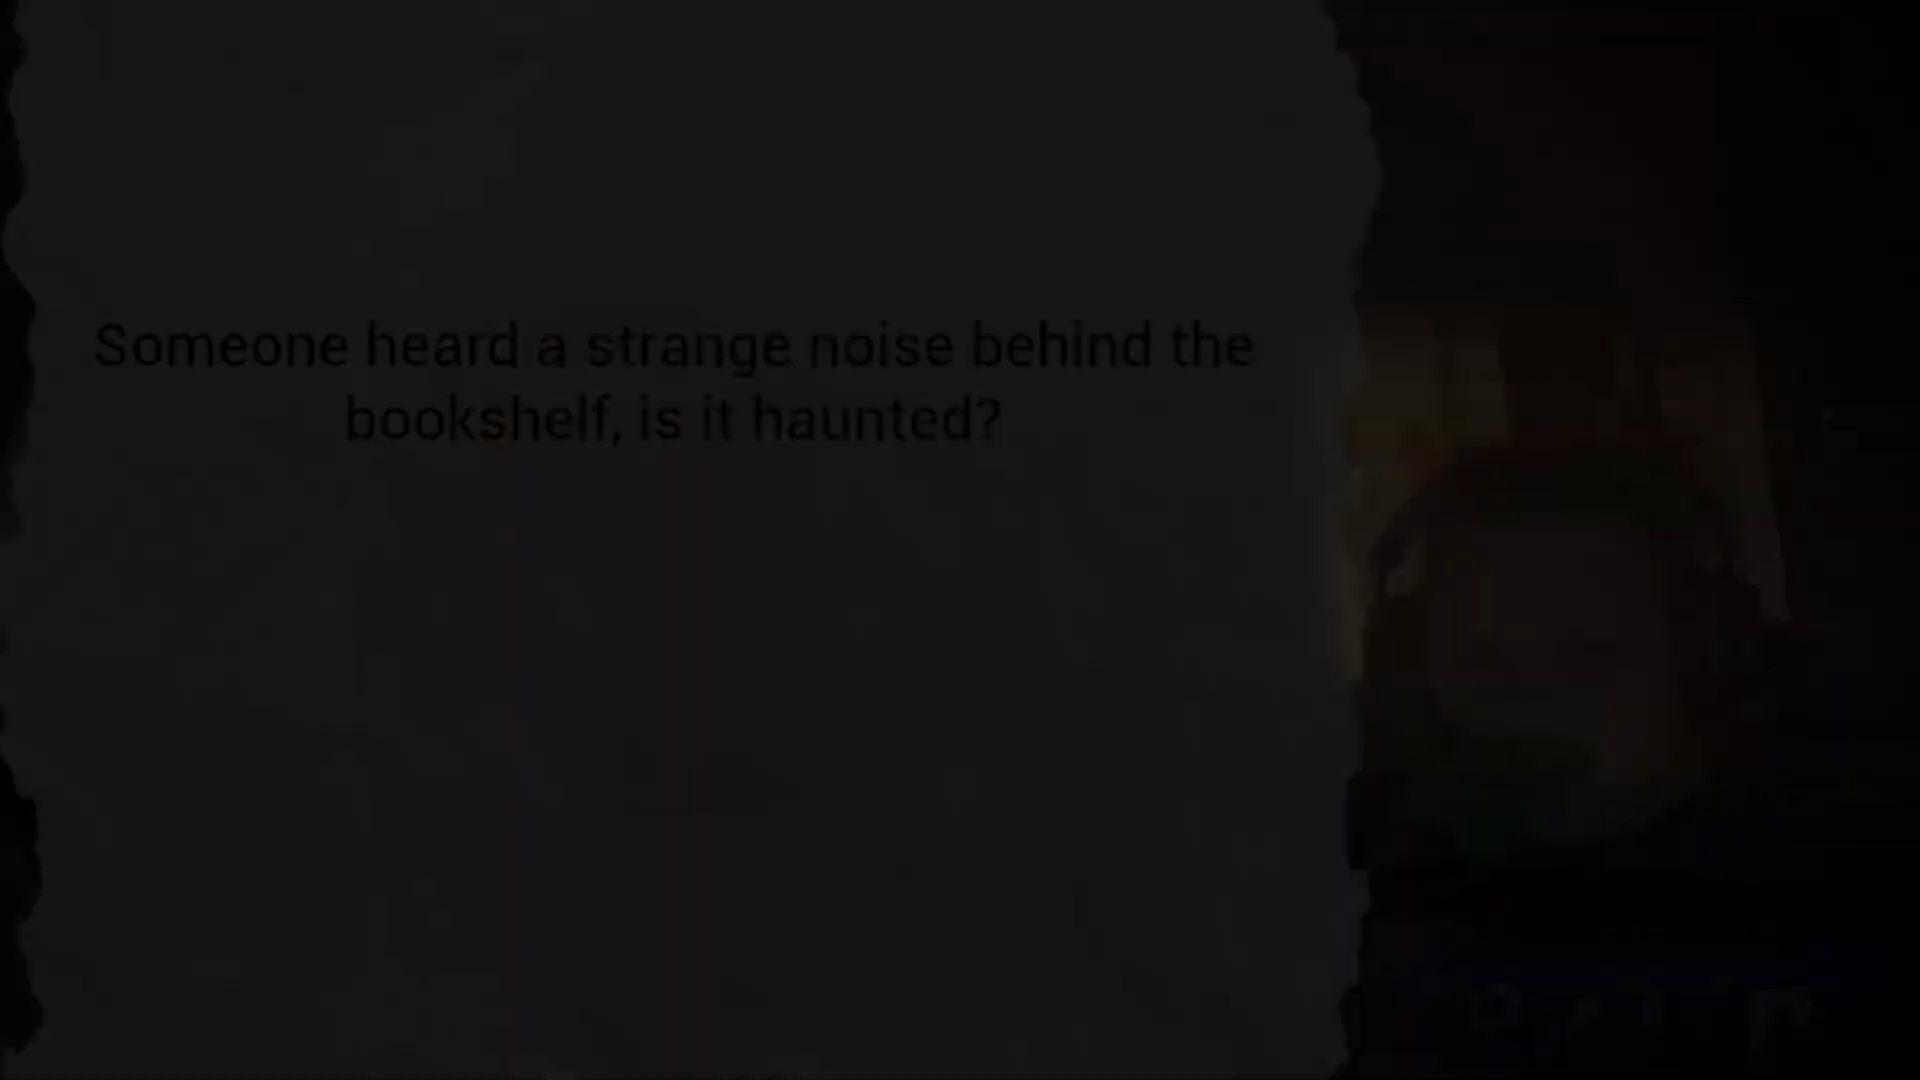 Someone heard a strange noise behind the
bookshelf, is it haunted?